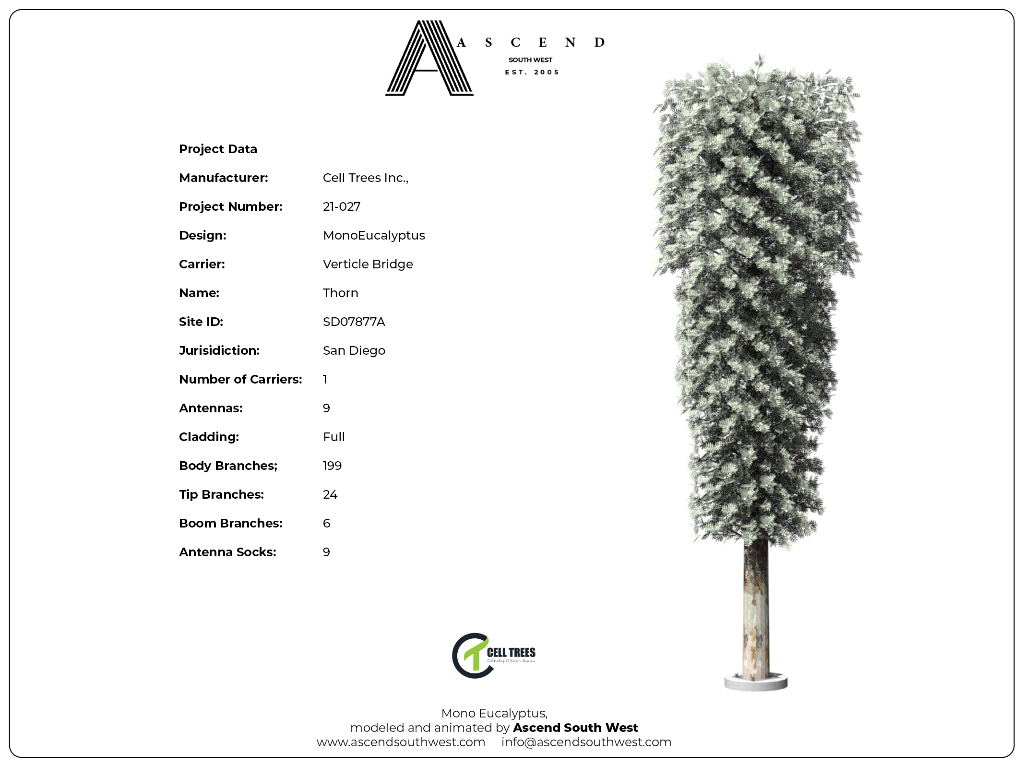 A S C E N D
SOUTH WEST
EST. 2005
Project Data
Manufacturer: Cell Trees Inc.,
Project Number: 21-027
Design: MonoEucalyptus
Carrier: Verticle Bridge
Name: Thorn
Site ID: SD07877A
Jurisidiction: San Diego
Number of Carriers: 1
Antennas: 9
Cladding: Full
Body Branches; 199
Tip Branches: 24
Boom Branches: 6
Antenna Socks: 9
CELL TREES
Mono Eucalyptus,
modeled and animated by Ascend South West
www.ascendsouthwest.com info@ascendsouthwest.com